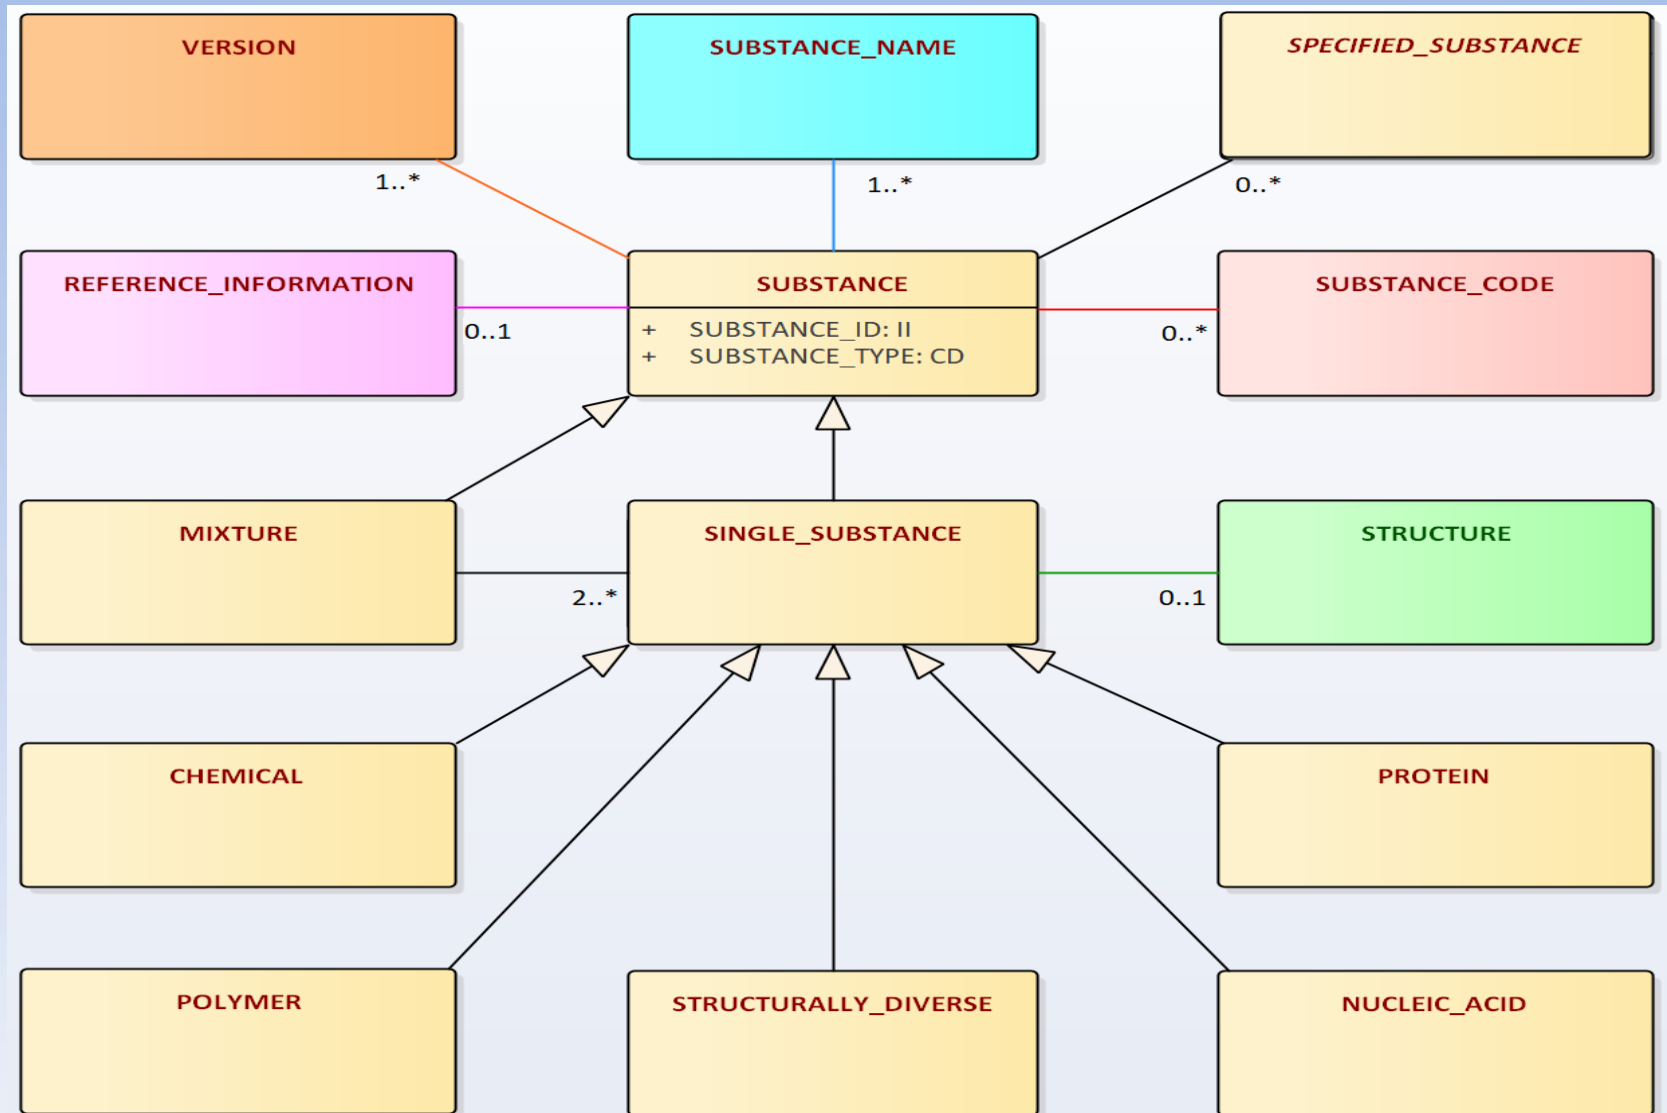 VERSION
SUBSTANCE_NAME
SPECIFIED_SUBSTANCE
1..*
1..*
0..*
REFERENCE_INFORMATION
SUBSTANCE
SUBSTANCE_CODE
+ SUBSTANCE_ID: II
+ SUBSTANCE_TYPE: CD
0..1
0..*
MIXTURE
SINGLE_SUBSTANCE
STRUCTURE
2..*
0..1
CHEMICAL
PROTEIN
POLYMER
STRUCTURALLY_DIVERSE
NUCLEIC_ACID